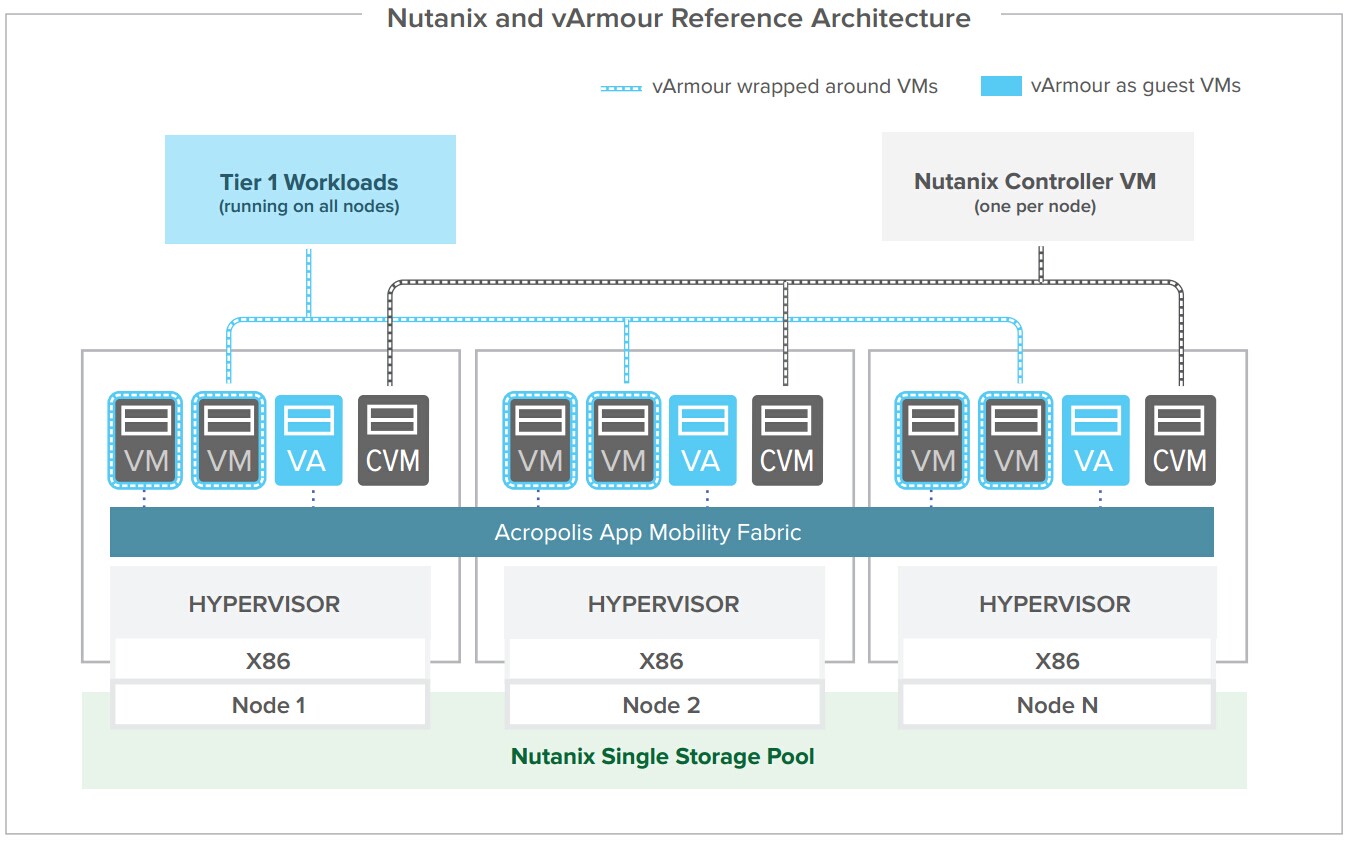 Nutanix and vArmour Reference Architecture
vArmour wrapped around VMs
vArmour as guest VMs
Tier 1 Workloads
(running on all nodes)
Nutanix Controller VM
(one per node)
VM VM VA CVM
VM VM VA CVM
VM VM VA CVM
Acropolis App Mobility Fabric
HYPERVISOR
HYPERVISOR
HYPERVISOR
X86
X86
X86
Node 1
Node 2
Node N
Nutanix Single Storage Pool